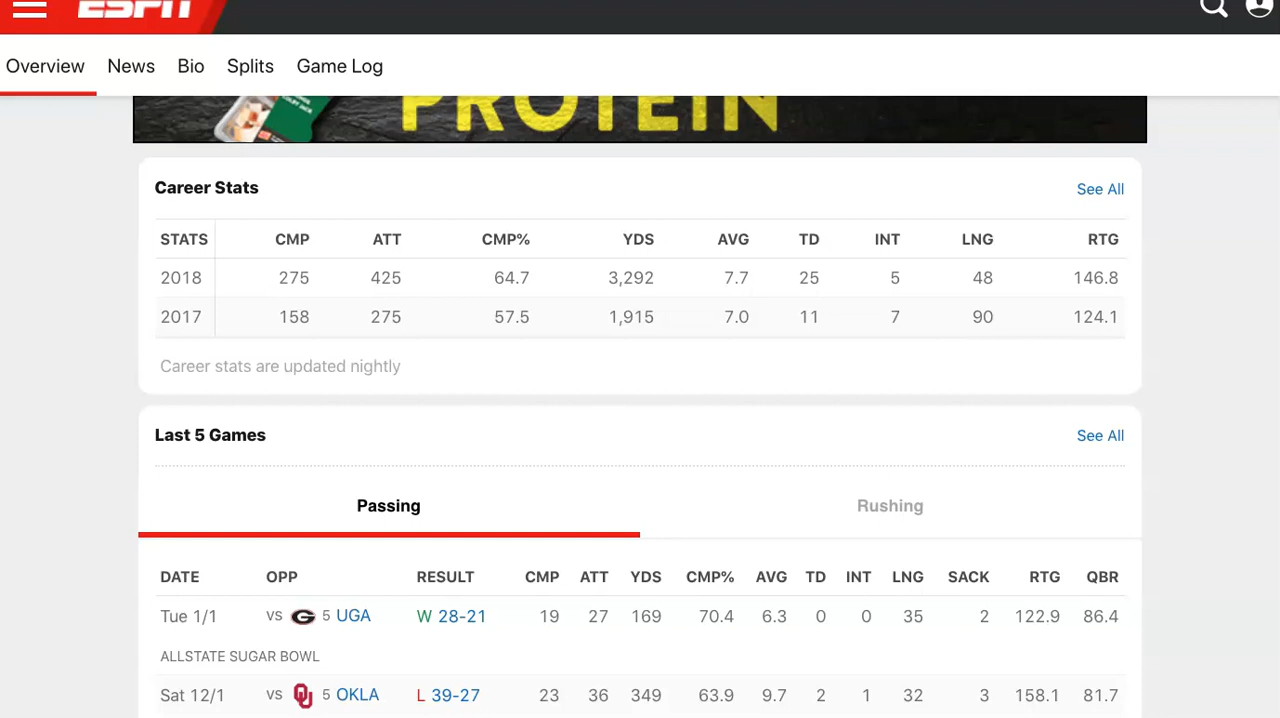 ESPN
Overview News Bio Splits Game Log
PROTEIN
Career Stats See All
STATS CMP ATT CMP% YDS AVG TD INT LNG RTG
2018 275 425 64.7 3,292 7.7 25 5 48 146.8
2017 158 275 57.5 1,915 7.0 11 7 90 124.1
Career stats are updated nightly
Last 5 Games See All
Passing Rushing
DATE OPP RESULT CMP ATT YDS CMP% AVG TD INT LNG SACK RTG QBR
Tue 1/1 vs G 5 UGA W 28-21 19 27 169 70.4 6.3 0 0 35 2 122.9 86.4
ALLSTATE SUGAR BOWL
Sat 12/1 vs OU 5 OKLA L 39-27 23 36 349 63.9 9.7 2 1 32 3 158.1 81.7